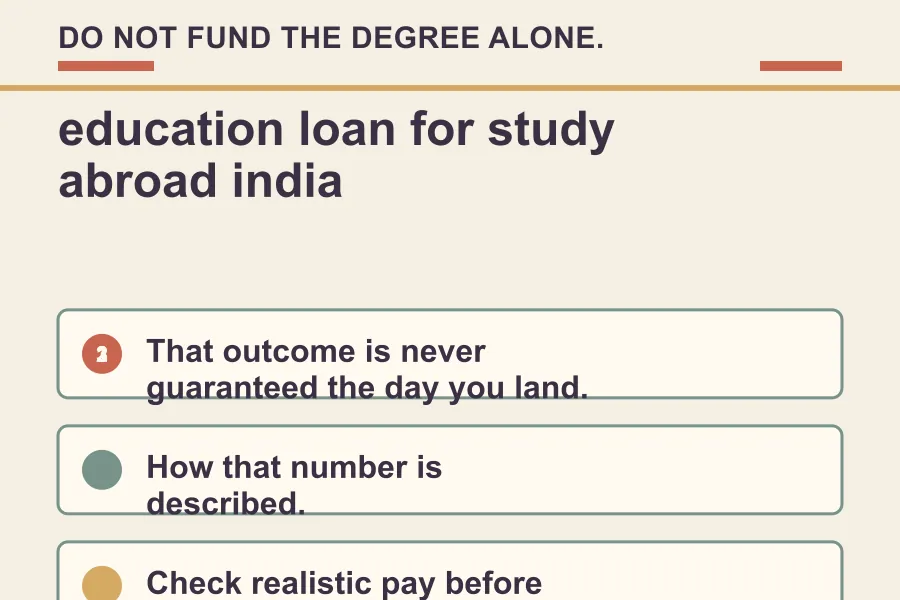 DO NOT FUND THE DEGREE ALONE.
education loan for study
abroad india
That outcome is never
guaranteed the day you land.
How that number is
described.
Check realistic pay before